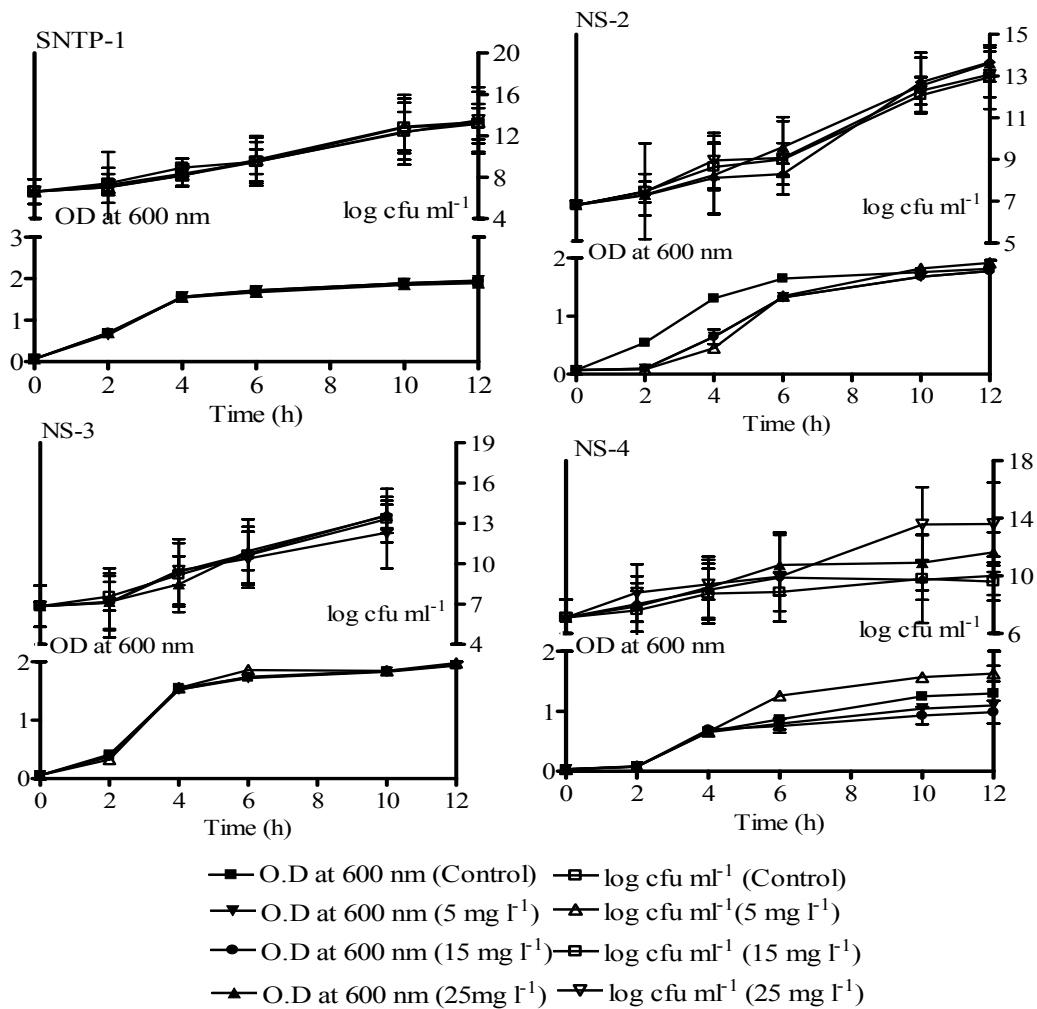 SNTP-1
20
16
12
8
4
OD at 600 nm
log cfu ml-1
3
2
1
0
0 2 4 6 8 10 12
Time (h)
NS-2
15
13
11
9
7
5
log cfu ml-1
OD at 600 nm
2
1
0
0 2 4 6 8 10 12
Time (h)
NS-3
19
16
13
10
7
4
log cfu ml-1
OD at 600 nm
2
1
0
0 2 4 6 8 10 12
Time (h)
NS-4
18
14
10
6
log cfu ml-1
OD at 600 nm
2
1
0
0 2 4 6 8 10 12
Time (h)
O.D at 600 nm (Control)
log cfu ml-1 (Control)
O.D at 600 nm (5 mg l-1)
log cfu ml-1(5 mg l-1)
O.D at 600 nm (15 mg l-1)
log cfu ml-1 (15 mg l-1)
O.D at 600 nm (25mg l-1)
log cfu ml-1 (25 mg l-1)